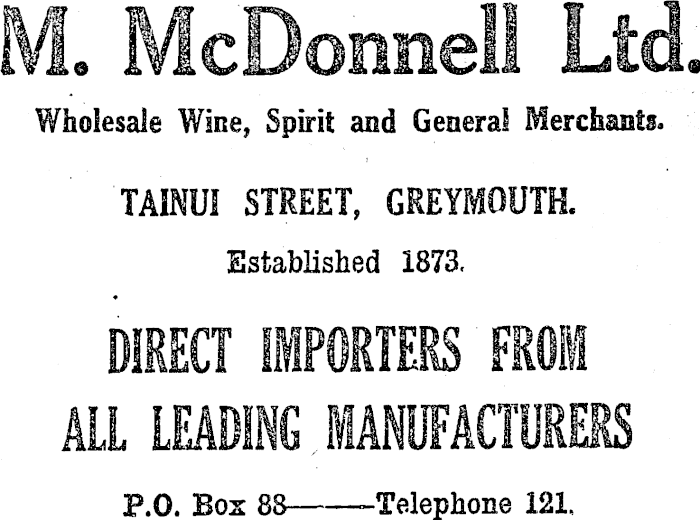 M. McDonnell Ltd.
Wholesale Wine, Spirit and General Merchants.
TAINUI STREET, GREYMOUTH.
Established 1873.
DIRECT IMPORTERS FROM
ALL LEADING MANUFACTURERS
P.O. Box 88———Telephone 121.